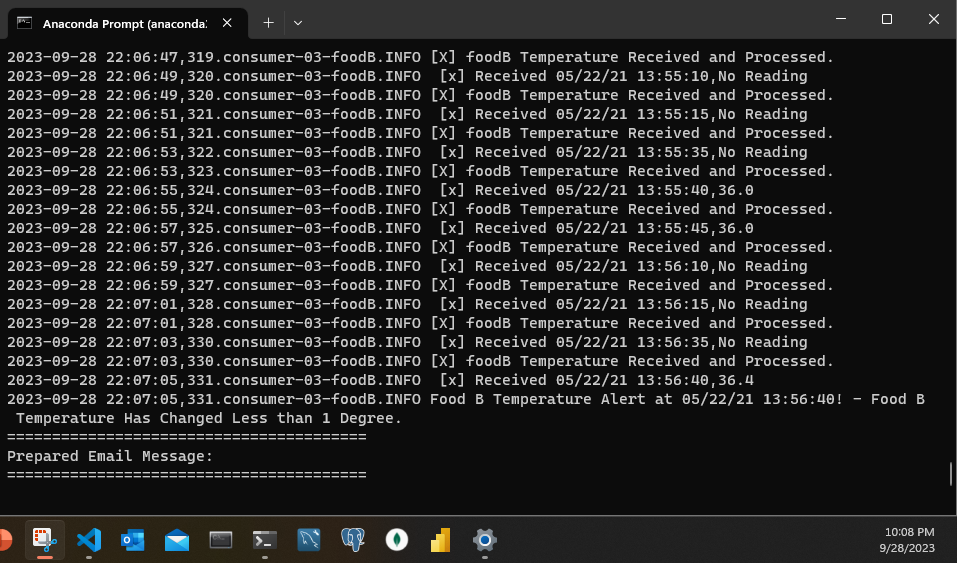 Anaconda Prompt (anaconda
2023-09-28 22:06:47,319.consumer-03-foodB.INFO [X] foodB Temperature Received and Processed.
2023-09-28 22:06:49,320.consumer-03-foodB.INFO  [x] Received 05/22/21 13:55:10,No Reading
2023-09-28 22:06:49,320.consumer-03-foodB.INFO [X] foodB Temperature Received and Processed.
2023-09-28 22:06:51,321.consumer-03-foodB.INFO  [x] Received 05/22/21 13:55:15,No Reading
2023-09-28 22:06:51,321.consumer-03-foodB.INFO [X] foodB Temperature Received and Processed.
2023-09-28 22:06:53,322.consumer-03-foodB.INFO  [x] Received 05/22/21 13:55:35,No Reading
2023-09-28 22:06:53,323.consumer-03-foodB.INFO [X] foodB Temperature Received and Processed.
2023-09-28 22:06:55,324.consumer-03-foodB.INFO  [x] Received 05/22/21 13:55:40,36.0
2023-09-28 22:06:55,324.consumer-03-foodB.INFO [X] foodB Temperature Received and Processed.
2023-09-28 22:06:57,325.consumer-03-foodB.INFO  [x] Received 05/22/21 13:55:45,36.0
2023-09-28 22:06:57,326.consumer-03-foodB.INFO [X] foodB Temperature Received and Processed.
2023-09-28 22:06:59,327.consumer-03-foodB.INFO  [x] Received 05/22/21 13:56:10,No Reading
2023-09-28 22:06:59,327.consumer-03-foodB.INFO [X] foodB Temperature Received and Processed.
2023-09-28 22:07:01,328.consumer-03-foodB.INFO  [x] Received 05/22/21 13:56:15,No Reading
2023-09-28 22:07:01,328.consumer-03-foodB.INFO [X] foodB Temperature Received and Processed.
2023-09-28 22:07:03,330.consumer-03-foodB.INFO  [x] Received 05/22/21 13:56:35,No Reading
2023-09-28 22:07:03,330.consumer-03-foodB.INFO [X] foodB Temperature Received and Processed.
2023-09-28 22:07:05,331.consumer-03-foodB.INFO  [x] Received 05/22/21 13:56:40,36.4
2023-09-28 22:07:05,331.consumer-03-foodB.INFO Food B Temperature Alert at 05/22/21 13:56:40! - Food B
 Temperature Has Changed Less than 1 Degree.
========================================
Prepared Email Message:
========================================
10:08 PM
9/28/2023